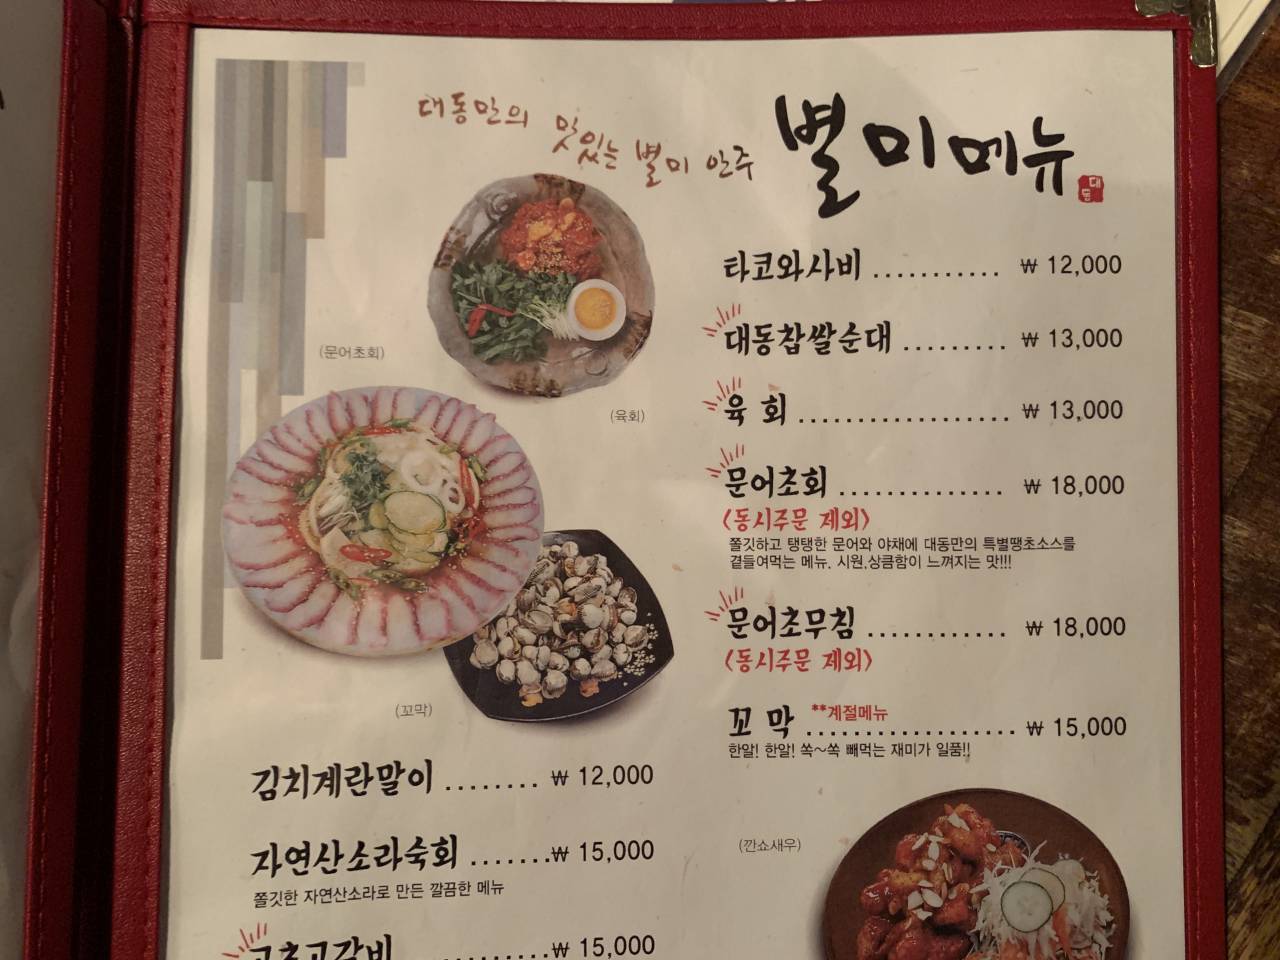 대동만의 맛있는 별미 안주 별미메뉴
대동
(문어초회)
(육회)
(꼬막)
타코와사비 ........... ₩ 12,000
대동찹쌀순대 ......... ₩ 13,000
육 회 .................. ₩ 13,000
문어초회 .............. ₩ 18,000
<동시주문 제외>
쫄깃하고 탱탱한 문어와 야채에 대동만의 특별땡초소스를
곁들여먹는 메뉴. 시원,상큼함이 느껴지는 맛!!!
문어초무침 ............ ₩ 18,000
<동시주문 제외>
꼬 막 **계절메뉴 .................. ₩ 15,000
한알! 한알! 쏙~쏙 빼먹는 재미가 일품!!
김치계란말이 ........ ₩ 12,000
자연산소라숙회 ....... ₩ 15,000
쫄깃한 자연산소라로 만든 깔끔한 메뉴
₩ 15,000
(깐쇼새우)